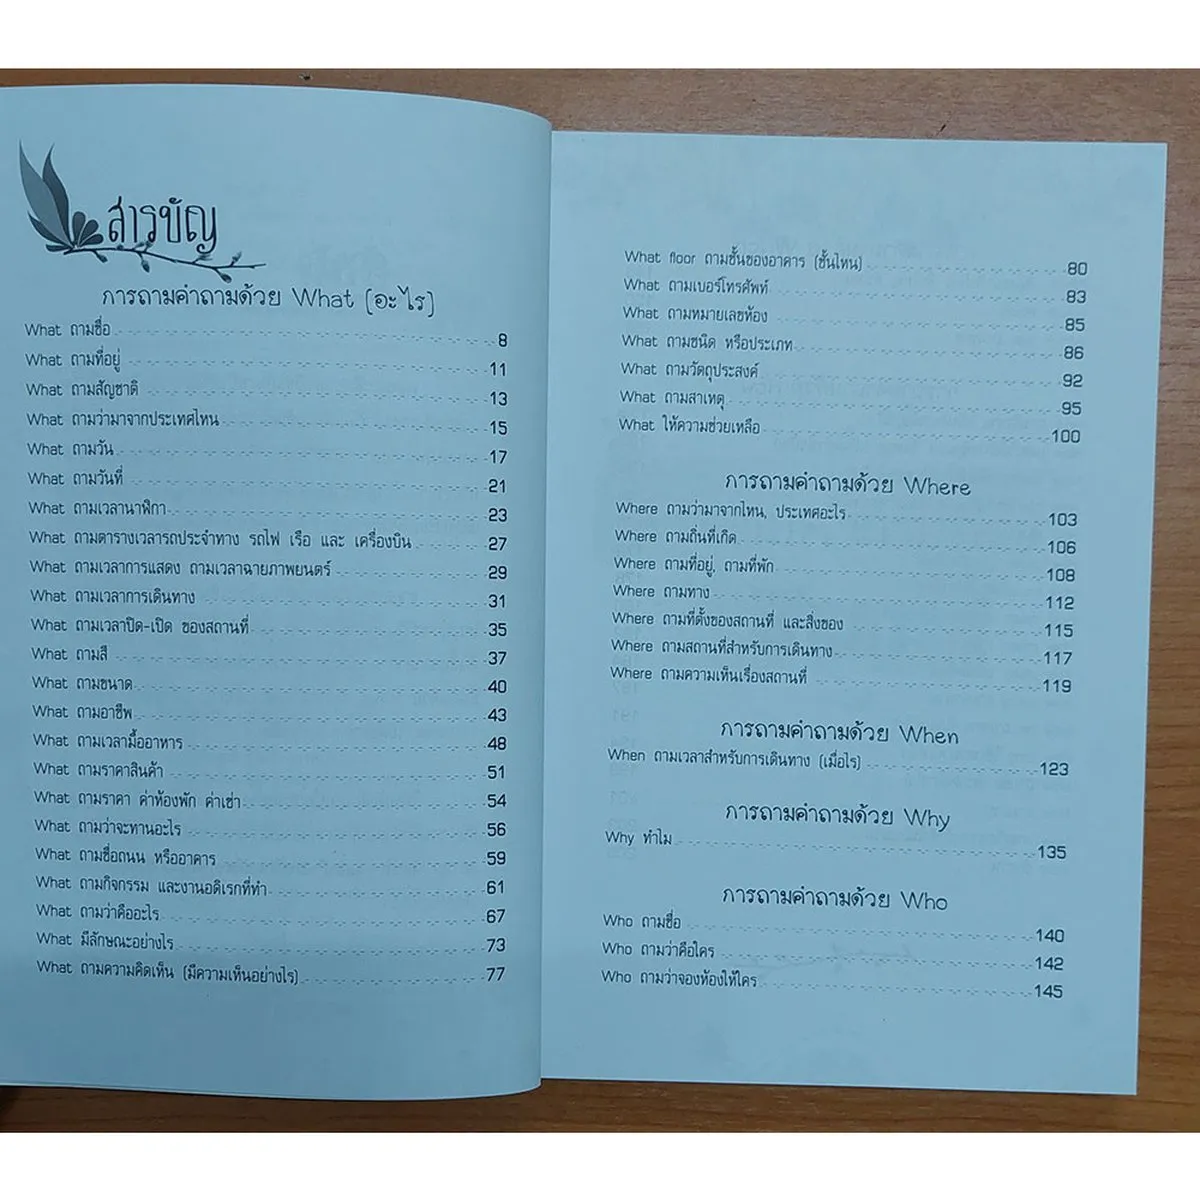 สารบัญ
การถามคำถามด้วย What (อะไร)
What ถามชื่อ 8
What ถามที่อยู่ 11
What ถามสัญชาติ 13
What ถามว่ามาจากประเทศไหน 15
What ถามวัน 17
What ถามวันที่ 21
What ถามเวลานาฬิกา 23
What ถามตารางเวลารถประจำทาง รถไฟ เรือ และ เครื่องบิน 27
What ถามเวลาการแสดง ถามเวลาฉายภาพยนตร์ 29
What ถามเวลาการเดินทาง 31
What ถามเวลาปิด-เปิด ของสถานที่ 35
What ถามสี 37
What ถามขนาด 40
What ถามอาชีพ 43
What ถามเวลามื้ออาหาร 48
What ถามราคาสินค้า 51
What ถามราคา ค่าห้องพัก ค่าเช่า 54
What ถามว่าจะทานอะไร 56
What ถามชื่อถนน หรืออาคาร 59
What ถามกิจกรรม และงานอดิเรกที่ทำ 61
What ถามว่าคืออะไร 67
What มีลักษณะอย่างไร 73
What ถามความคิดเห็น (มีความเห็นอย่างไร) 77
What floor ถามชั้นของอาคาร (ชั้นไหน) 80
What ถามเบอร์โทรศัพท์ 83
What ถามหมายเลขห้อง 85
What ถามชนิด หรือประเภท 86
What ถามวัตถุประสงค์ 92
What ถามสาเหตุ 95
What ให้ความช่วยเหลือ 100
การถามคำถามด้วย Where
Where ถามว่ามาจากไหน, ประเทศอะไร 103
Where ถามถิ่นที่เกิด 106
Where ถามที่อยู่, ถามที่พัก 108
Where ถามทาง 112
Where ถามที่ตั้งของสถานที่ และสิ่งของ 115
Where ถามสถานที่สำหรับการเดินทาง 117
Where ถามความเห็นเรื่องสถานที่ 119
การถามคำถามด้วย When
When ถามเวลาสำหรับการเดินทาง (เมื่อไร) 123
การถามคำถามด้วย Why
Why ทำไม 135
การถามคำถามด้วย Who
Who ถามชื่อ 140
Who ถามว่าคือใคร 142
Who ถามว่าจองห้องให้ใคร 145